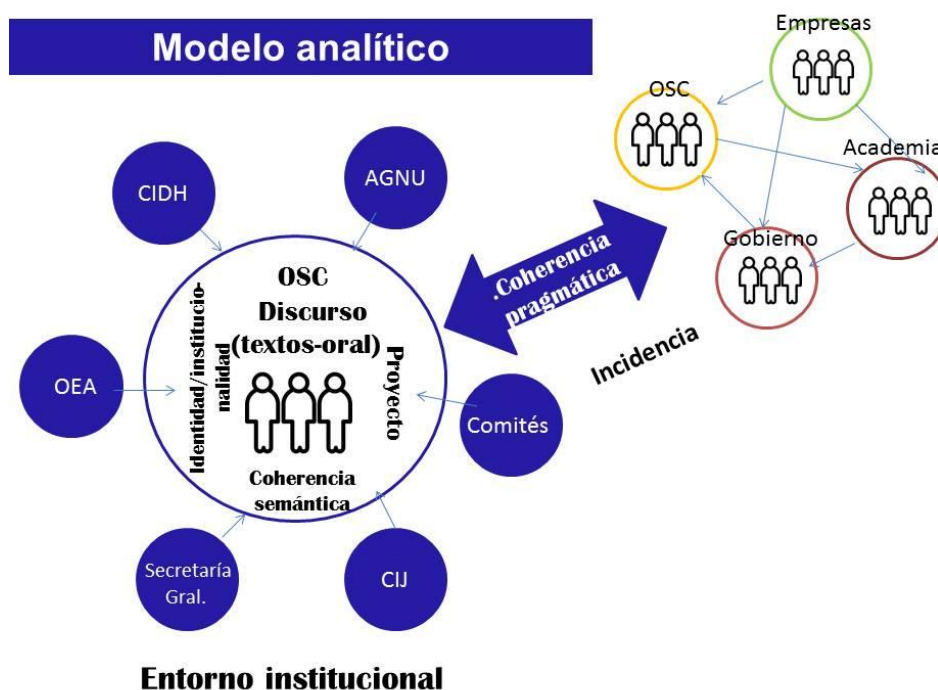 Modelo analítico
Empresas
OSC
Academia
Gobierno
CIDH
AGNU
OEA
Comités
Secretaría
Gral.
CIJ
OSC
Discurso
(textos-oral)
Identidad/institucio-
nalidad
Proyecto
Coherencia
semántica
.Coherencia
pragmática
Incidencia
Entorno institucional